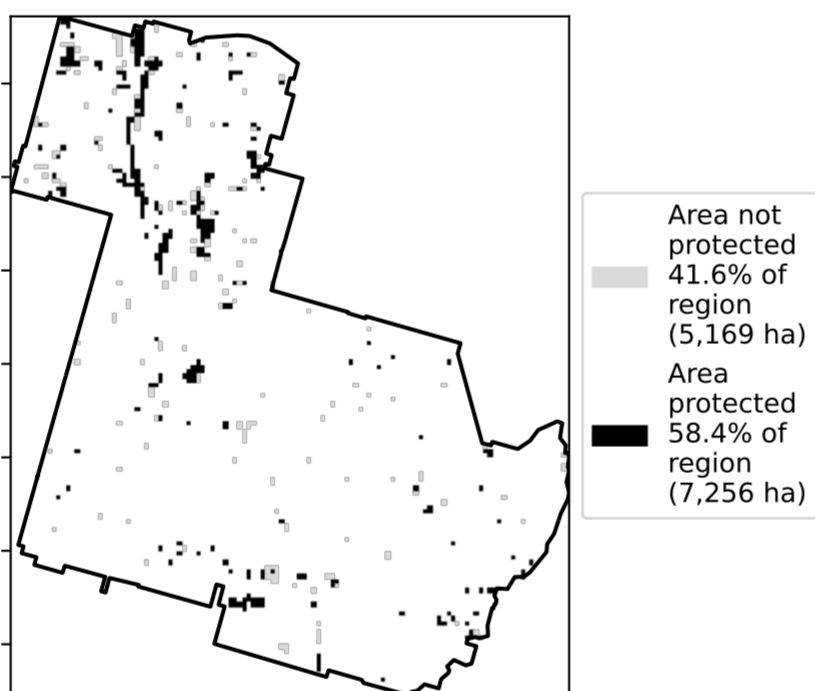 Area not
protected
41.6% of
region
(5,169 ha)
Area
protected
58.4% of
region
(7,256 ha)